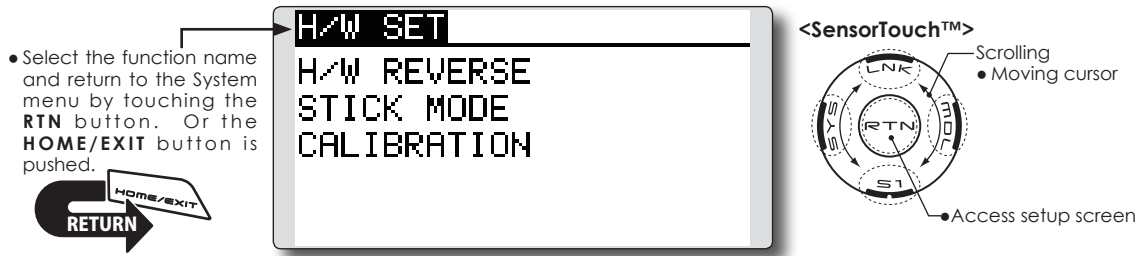 ● Select the function name
and return to the System
menu by touching the
RTN button. Or the
HOME/EXIT button is
pushed.
HOME/EXIT
RETURN
H/W SET
H/W REVERSE
STICK MODE
CALIBRATION
<SensorTouch™>
LNK
SYS
RTN
MDL
S1
Scrolling
● Moving cursor
●Access setup screen